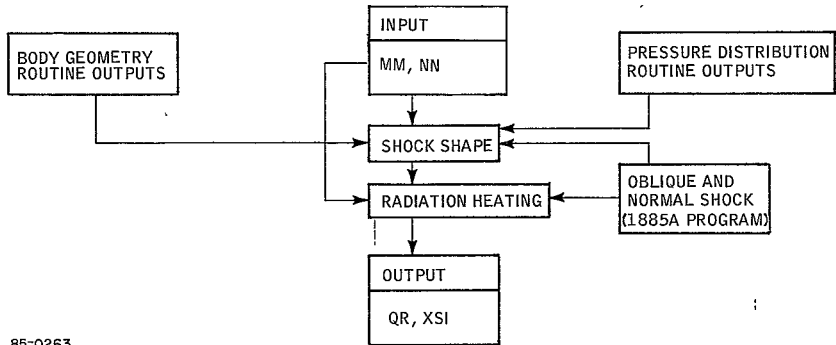 INPUT
MM, NN
BODY GEOMETRY
ROUTINE OUTPUTS
PRESSURE DISTRIBUTION
ROUTINE OUTPUTS
SHOCK SHAPE
RADIATION HEATING
OBLIQUE AND
NORMAL SHOCK
(1885A PROGRAM)
OUTPUT
QR, XSI
85-0263